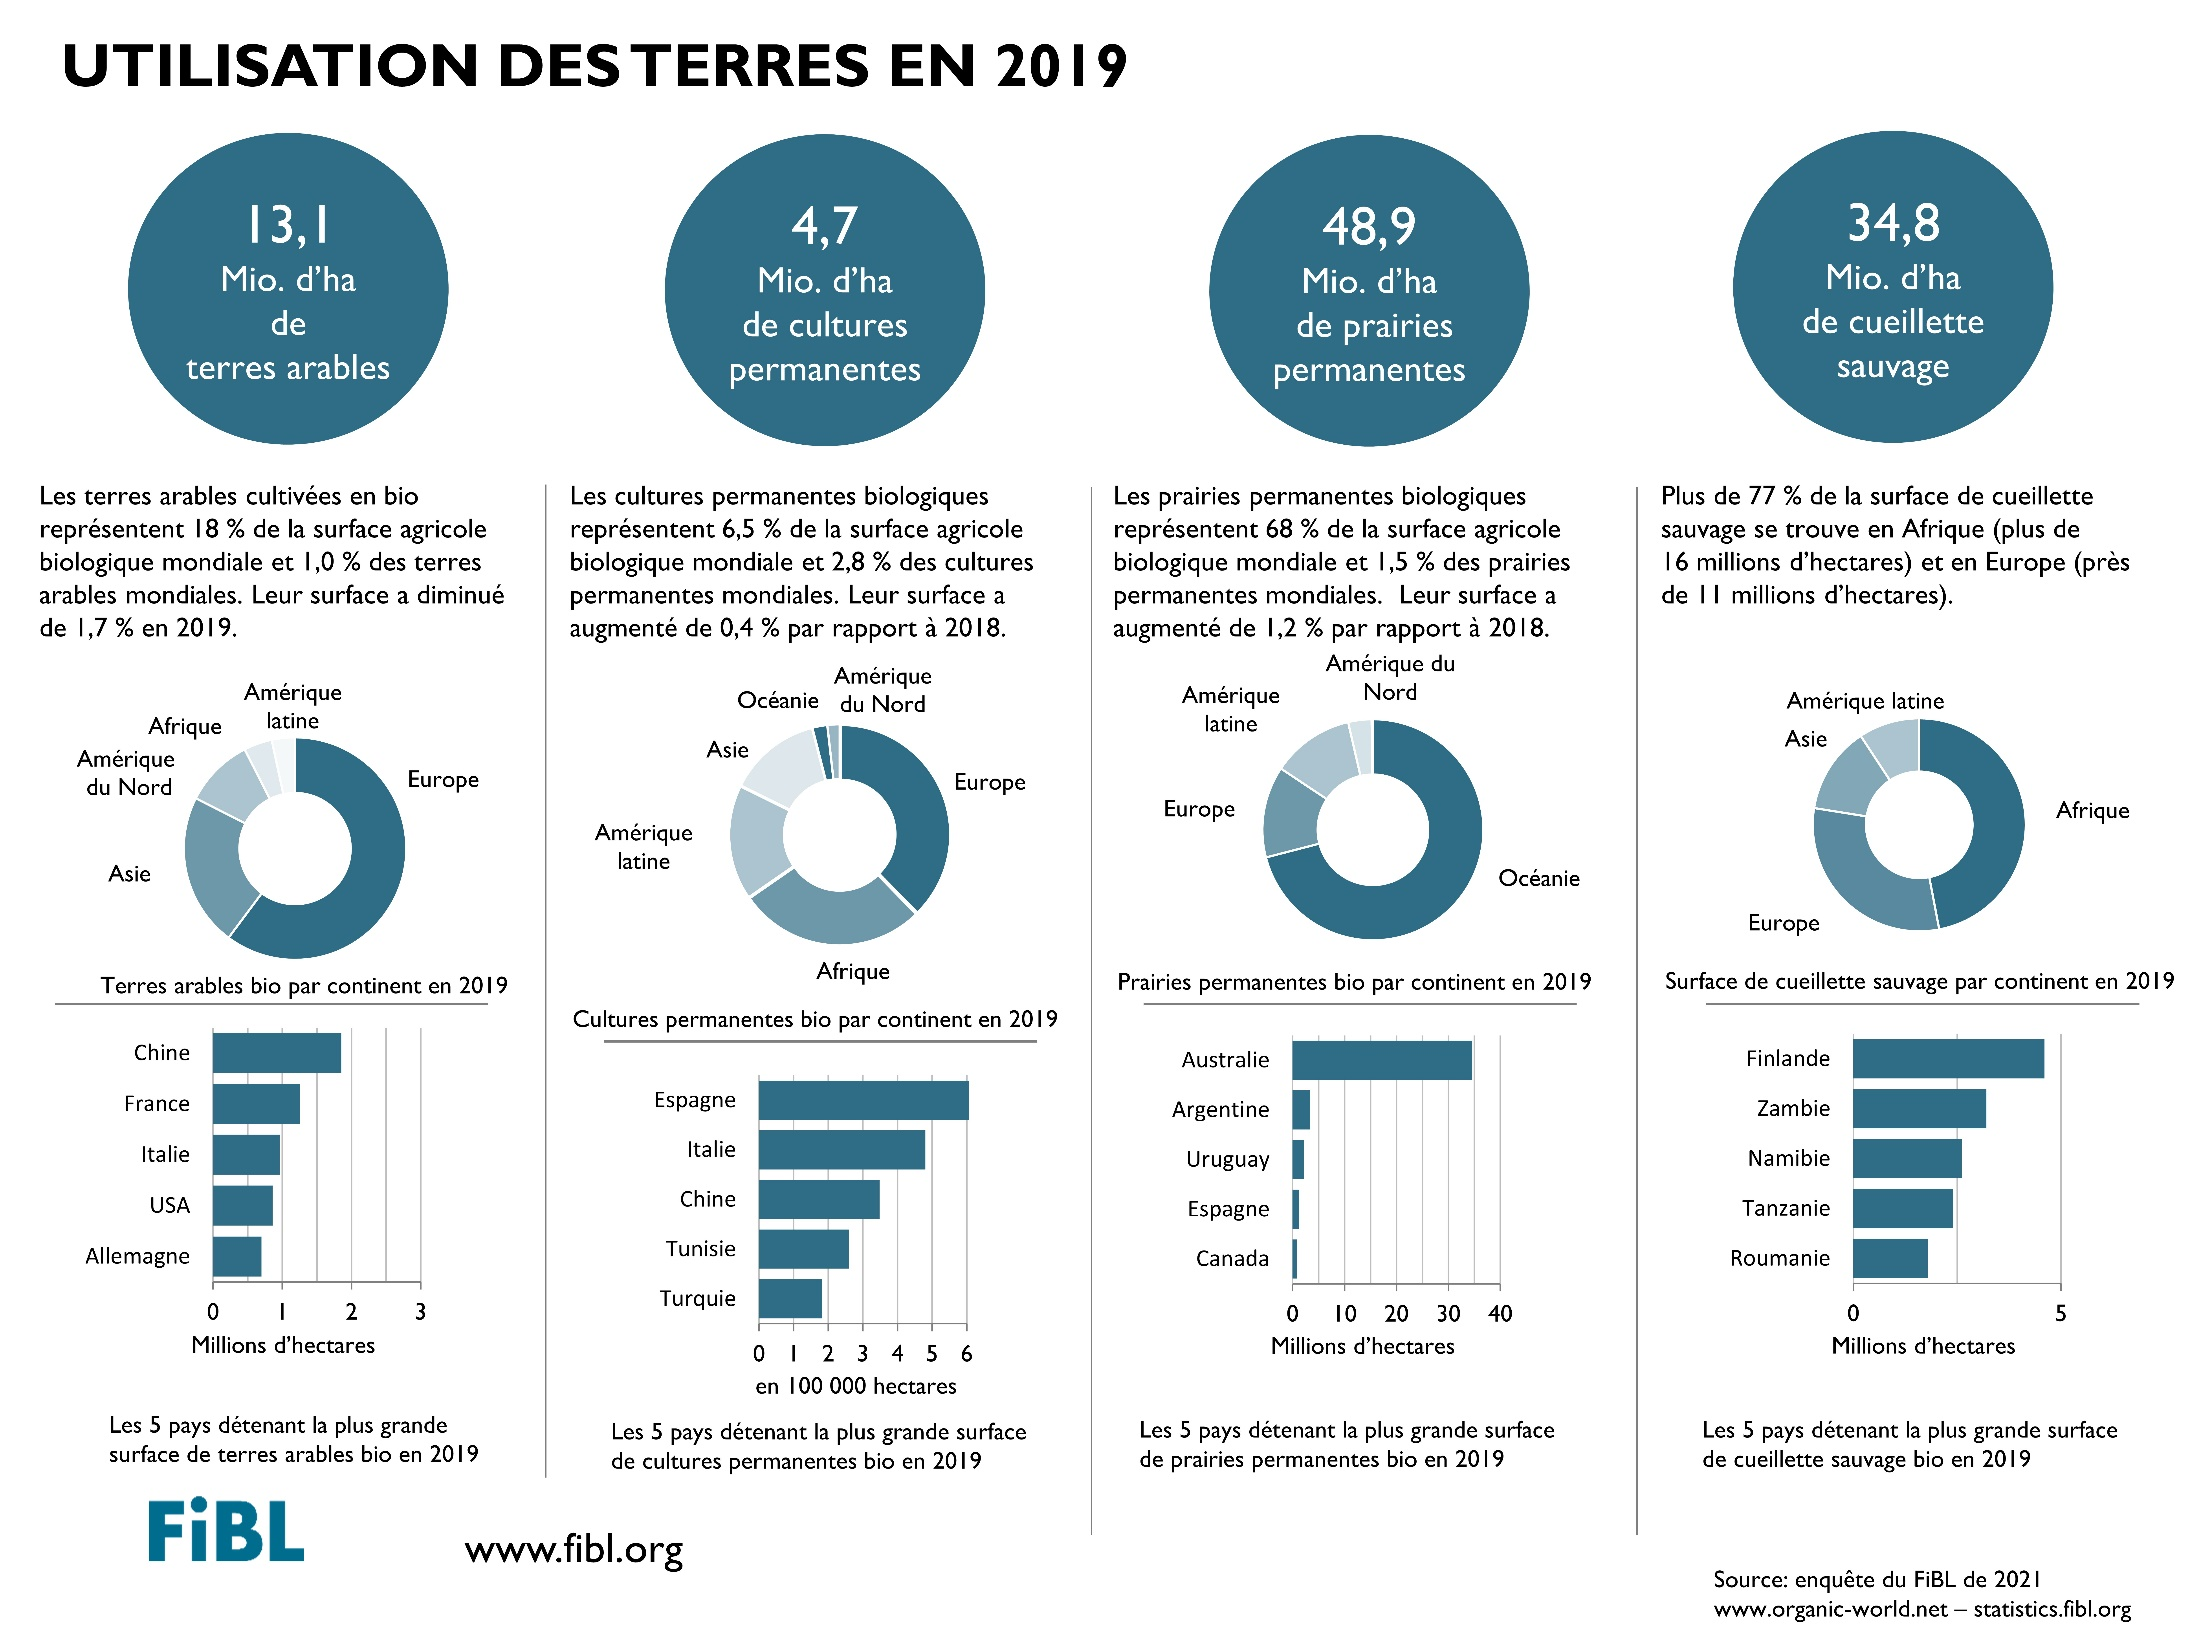 UTILISATION DES TERRES EN 2019
13,1
Mio. d’ha
de
terres arables
4,7
Mio. d’ha
de cultures
permanentes
48,9
Mio. d’ha
de prairies
permanentes
34,8
Mio. d’ha
de cueillette
sauvage
Les terres arables cultivées en bio
représentent 18 % de la surface agricole
biologique mondiale et 1,0 % des terres
arables mondiales. Leur surface a diminué
de 1,7 % en 2019.
Amérique
latine
Afrique
Amérique
du Nord
Europe
Asie
Terres arables bio par continent en 2019
Chine
France
Italie
USA
Allemagne
0 1 2 3
Millions d’hectares
Les 5 pays détenant la plus grande
surface de terres arables bio en 2019
Les cultures permanentes biologiques
représentent 6,5 % de la surface agricole
biologique mondiale et 2,8 % des cultures
permanentes mondiales. Leur surface a
augmenté de 0,4 % par rapport à 2018.
Amérique
du Nord
Océanie
Asie
Europe
Amérique
latine
Afrique
Cultures permanentes bio par continent en 2019
Espagne
Italie
Chine
Tunisie
Turquie
0 1 2 3 4 5 6
en 100 000 hectares
Les 5 pays détenant la plus grande surface
de cultures permanentes bio en 2019
Les prairies permanentes biologiques
représentent 68 % de la surface agricole
biologique mondiale et 1,5 % des prairies
permanentes mondiales. Leur surface a
augmenté de 1,2 % par rapport à 2018.
Amérique du
Nord
Amérique
latine
Europe
Océanie
Prairies permanentes bio par continent en 2019
Australie
Argentine
Uruguay
Espagne
Canada
0 10 20 30 40
Millions d’hectares
Les 5 pays détenant la plus grande surface
de prairies permanentes bio en 2019
Plus de 77 % de la surface de cueillette
sauvage se trouve en Afrique (plus de
16 millions d’hectares) et en Europe (près
de 11 millions d’hectares).
Amérique latine
Asie
Afrique
Europe
Surface de cueillette sauvage par continent en 2019
Finlande
Zambie
Namibie
Tanzanie
Roumanie
0 5
Millions d’hectares
Les 5 pays détenant la plus grande surface
de cueillette sauvage bio en 2019
FiBL
www.fibl.org
Source: enquête du FiBL de 2021
www.organic-world.net – statistics.fibl.org